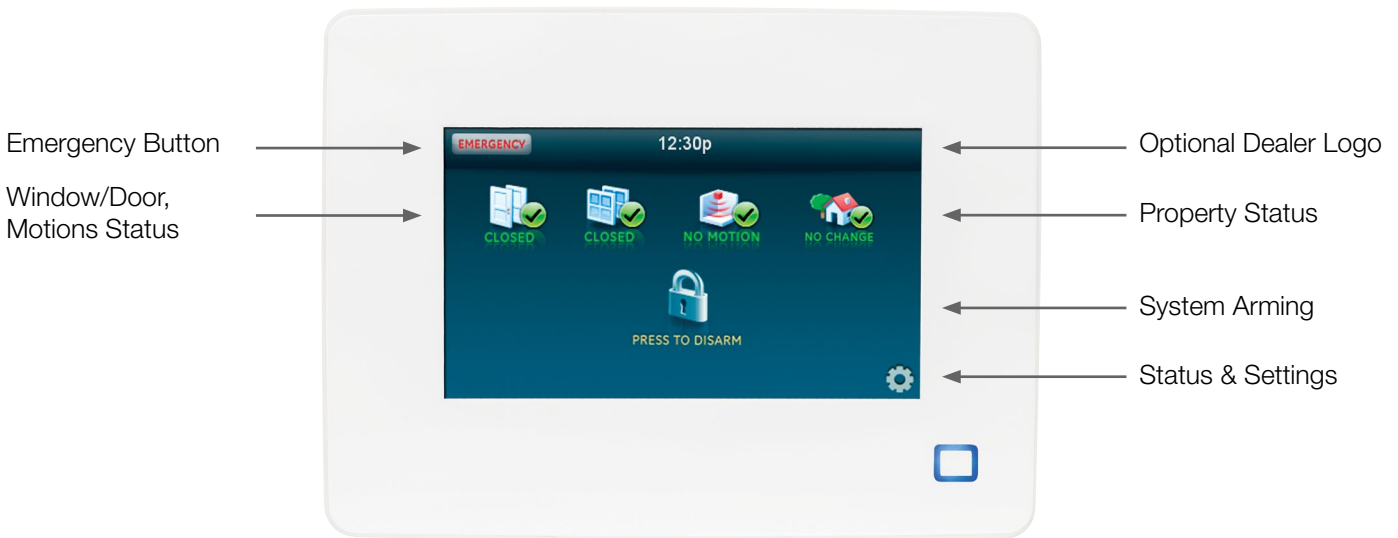 Emergency Button
Window/Door,
Motions Status
EMERGENCY
12:30p
CLOSED
CLOSED
NO MOTION
NO CHANGE
PRESS TO DISARM
Optional Dealer Logo
Property Status
System Arming
Status & Settings